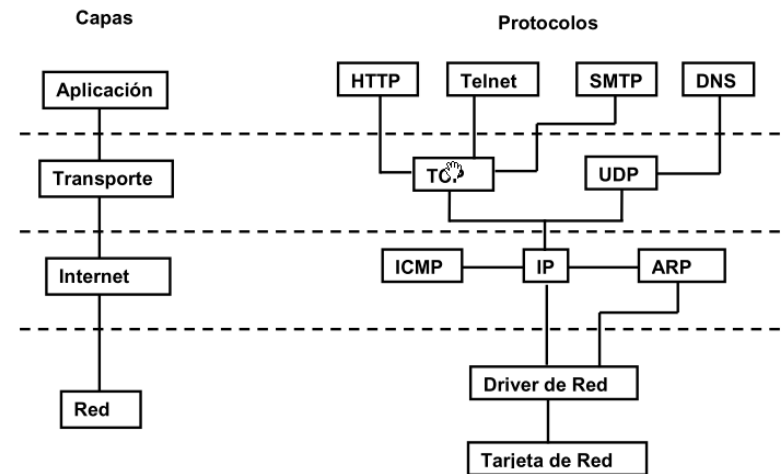 Capas
Protocolos
Aplicación
HTTP
Telnet
SMTP
DNS
Transporte
TCP
UDP
Internet
ICMP
IP
ARP
Red
Driver de Red
Tarjeta de Red